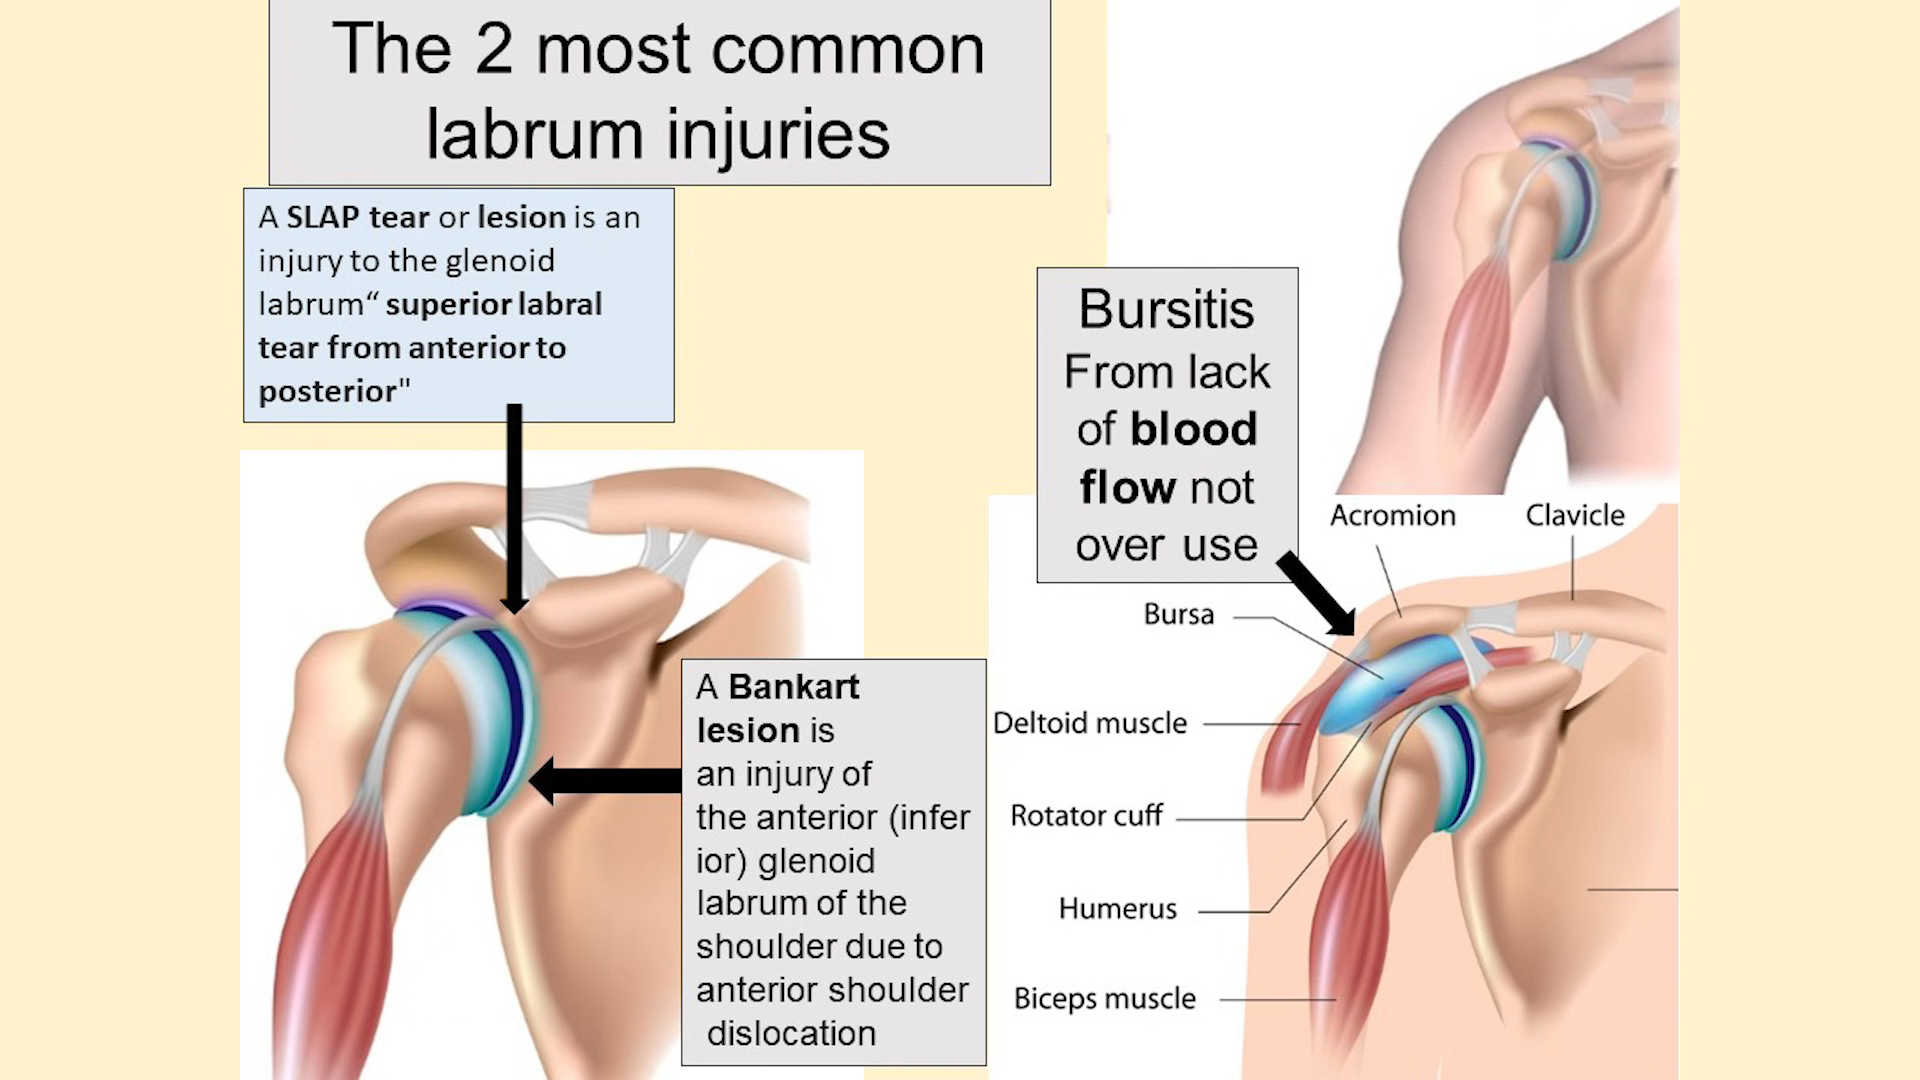 The 2 most common
labrum injuries
A SLAP tear or lesion is an
injury to the glenoid
labrum“ superior labral
tear from anterior to
posterior"
A Bankart
lesion is
an injury of
the anterior (infer
ior) glenoid
labrum of the
shoulder due to
anterior shoulder
dislocation
Bursitis
From lack
of blood
flow not
over use
Acromion
Clavicle
Bursa
Deltoid muscle
Rotator cuff
Humerus
Biceps muscle